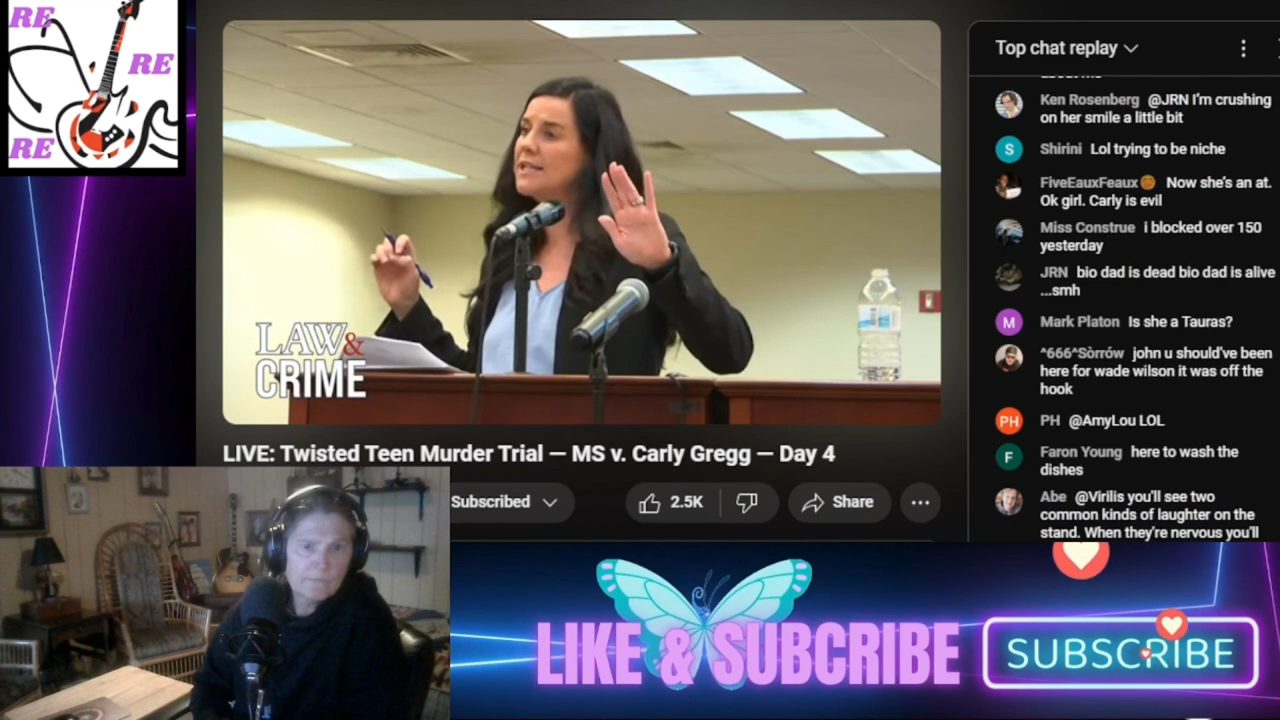 RE
RE
RE
LAW&
CRIME
LIVE: Twisted Teen Murder Trial — MS v. Carly Gregg — Day 4
Subscribed
2.5K
Share
Top chat replay
about me
Ken Rosenberg @JRN I'm crushing
on her smile a little bit
S
Shirini Lol trying to be niche
FiveEauxFeaux Now she's an at.
Ok girl. Carly is evil
Miss Construe i blocked over 150
yesterday
JRN bio dad is dead bio dad is alive
...smh
M
Mark Platon Is she a Tauras?
^666^Sòrrów john u should've been
here for wade wilson it was off the
hook
PH
PH @AmyLou LOL
F
Faron Young here to wash the
dishes
Abe @Virilis you'll see two
common kinds of laughter on the
stand. When they're nervous you'll
LIKE & SUBCRIBE
SUBSCRIBE